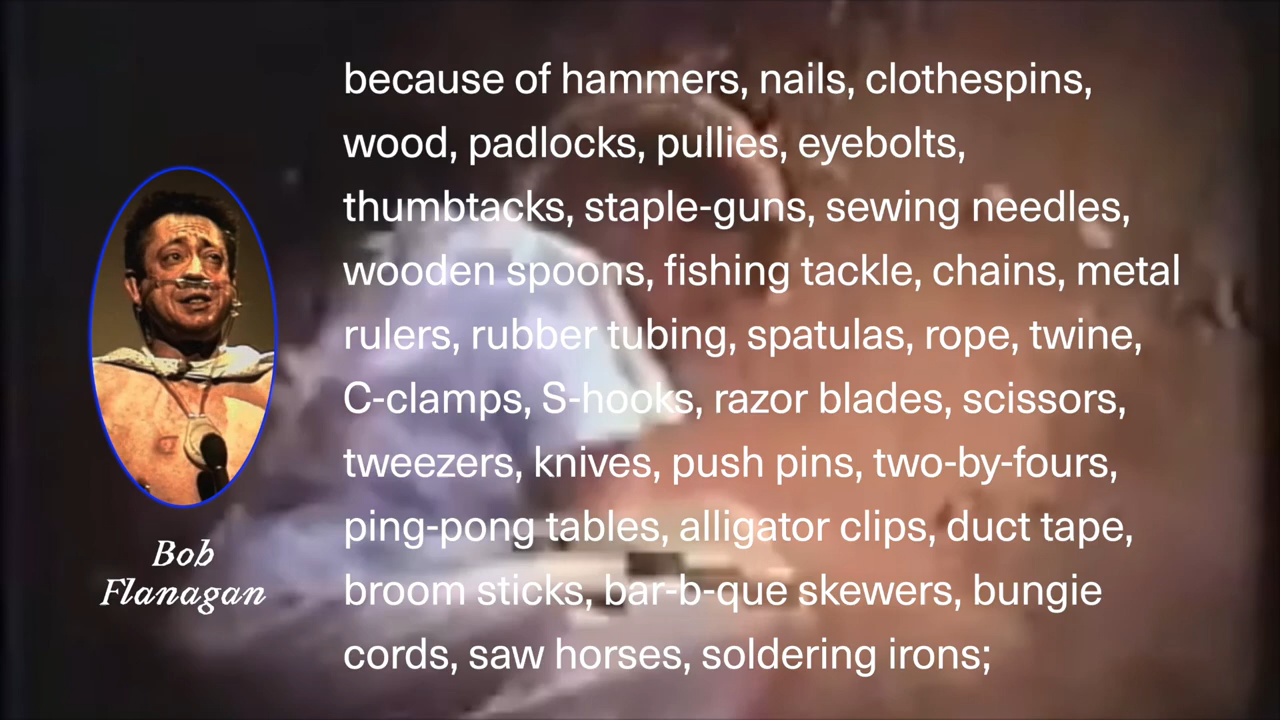 because of hammers, nails, clothespins,
wood, padlocks, pullies, eyebolts,
thumbtacks, staple-guns, sewing needles,
wooden spoons, fishing tackle, chains, metal
rulers, rubber tubing, spatulas, rope, twine,
C-clamps, S-hooks, razor blades, scissors,
tweezers, knives, push pins, two-by-fours,
ping-pong tables, alligator clips, duct tape,
broom sticks, bar-b-que skewers, bungie
cords, saw horses, soldering irons;
Bob
Flanagan